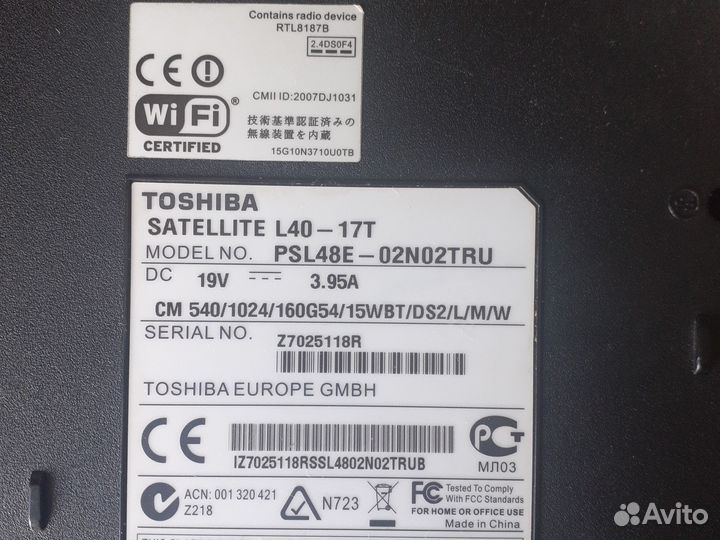 Contains radio device
RTL8187B
2.4DS0F4
CE
CMII ID:2007DJ1031
Wi Fi ®
CERTIFIED
技術基準認証済みの
無線装置を内蔵
15G10N3710U0TB
TOSHIBA
SATELLITE L40-17T
MODEL NO. PSL48E-02N02TRU
DC 19V 3.95A
CM 540/1024/160G54/15WBT/DS2/L/M/W
SERIAL NO. Z7025118R
TOSHIBA EUROPE GMBH
CE
IZ7025118RSSL4802N02TRUB
РСТ
МЛ03
ACN: 001 320 421
Z218
N723
FC Tested To Comply
With FCC Standards
FOR HOME OR OFFICE USE
Made in China
Avito